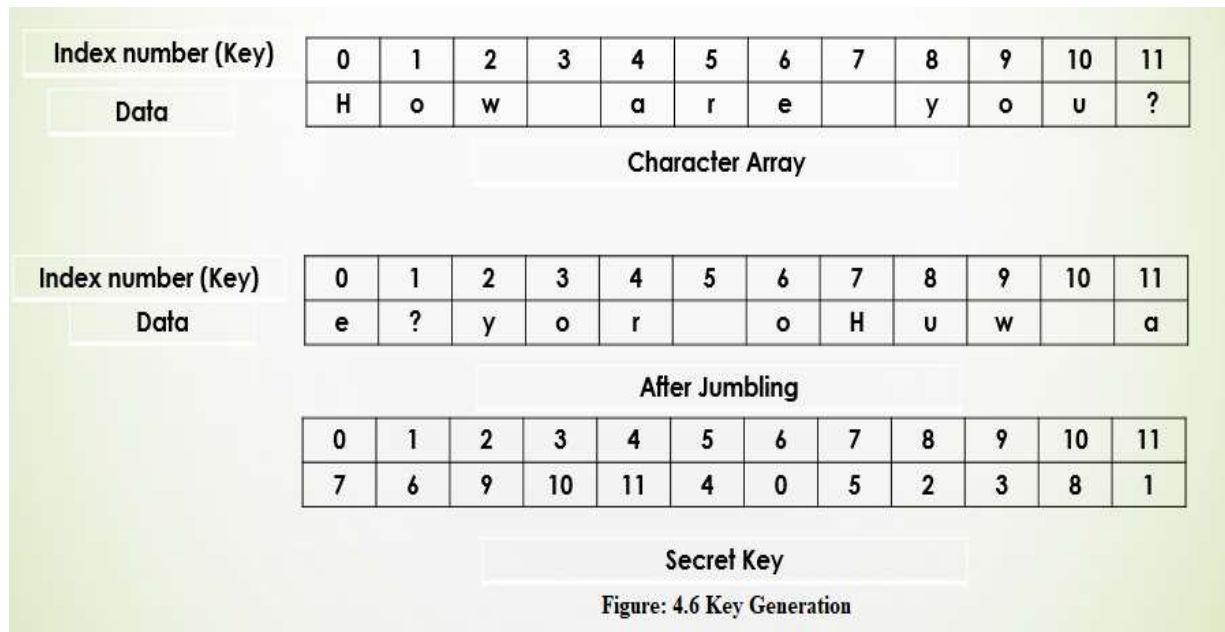 Index number (Key) 0 1 2 3 4 5 6 7 8 9 10 11
Data H o w a r e y o u ?
Character Array
Index number (Key) 0 1 2 3 4 5 6 7 8 9 10 11
Data e ? y o r o H u w a
After Jumbling
0 1 2 3 4 5 6 7 8 9 10 11
7 6 9 10 11 4 0 5 2 3 8 1
Secret Key
Figure: 4.6 Key Generation